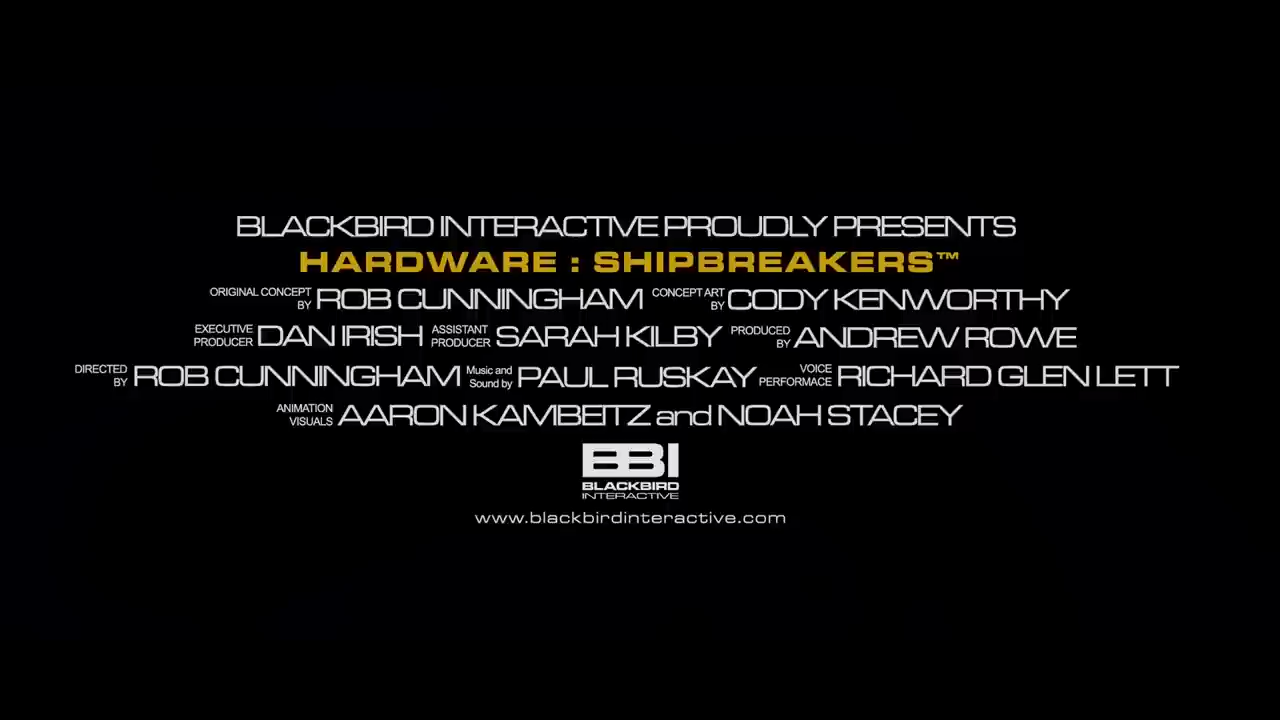 BLACKBIRD INTERACTIVE PROUDLY PRESENTS
HARDWARE : SHIPBREAKERS™
ORIGINAL CONCEPT BY ROB CUNNINGHAM CONCEPT ART BY CODY KENWORTHY
EXECUTIVE PRODUCER DAN IRISH ASSISTANT PRODUCER SARAH KILBY PRODUCED BY ANDREW ROWE
DIRECTED BY ROB CUNNINGHAM Music and Sound by PAUL RUSKAY VOICE PERFORMACE RICHARD GLEN LETT
ANIMATION VISUALS AARON KAMBEITZ and NOAH STACEY
BBI
BLACKBIRD
INTERACTIVE
www.blackbirdinteractive.com